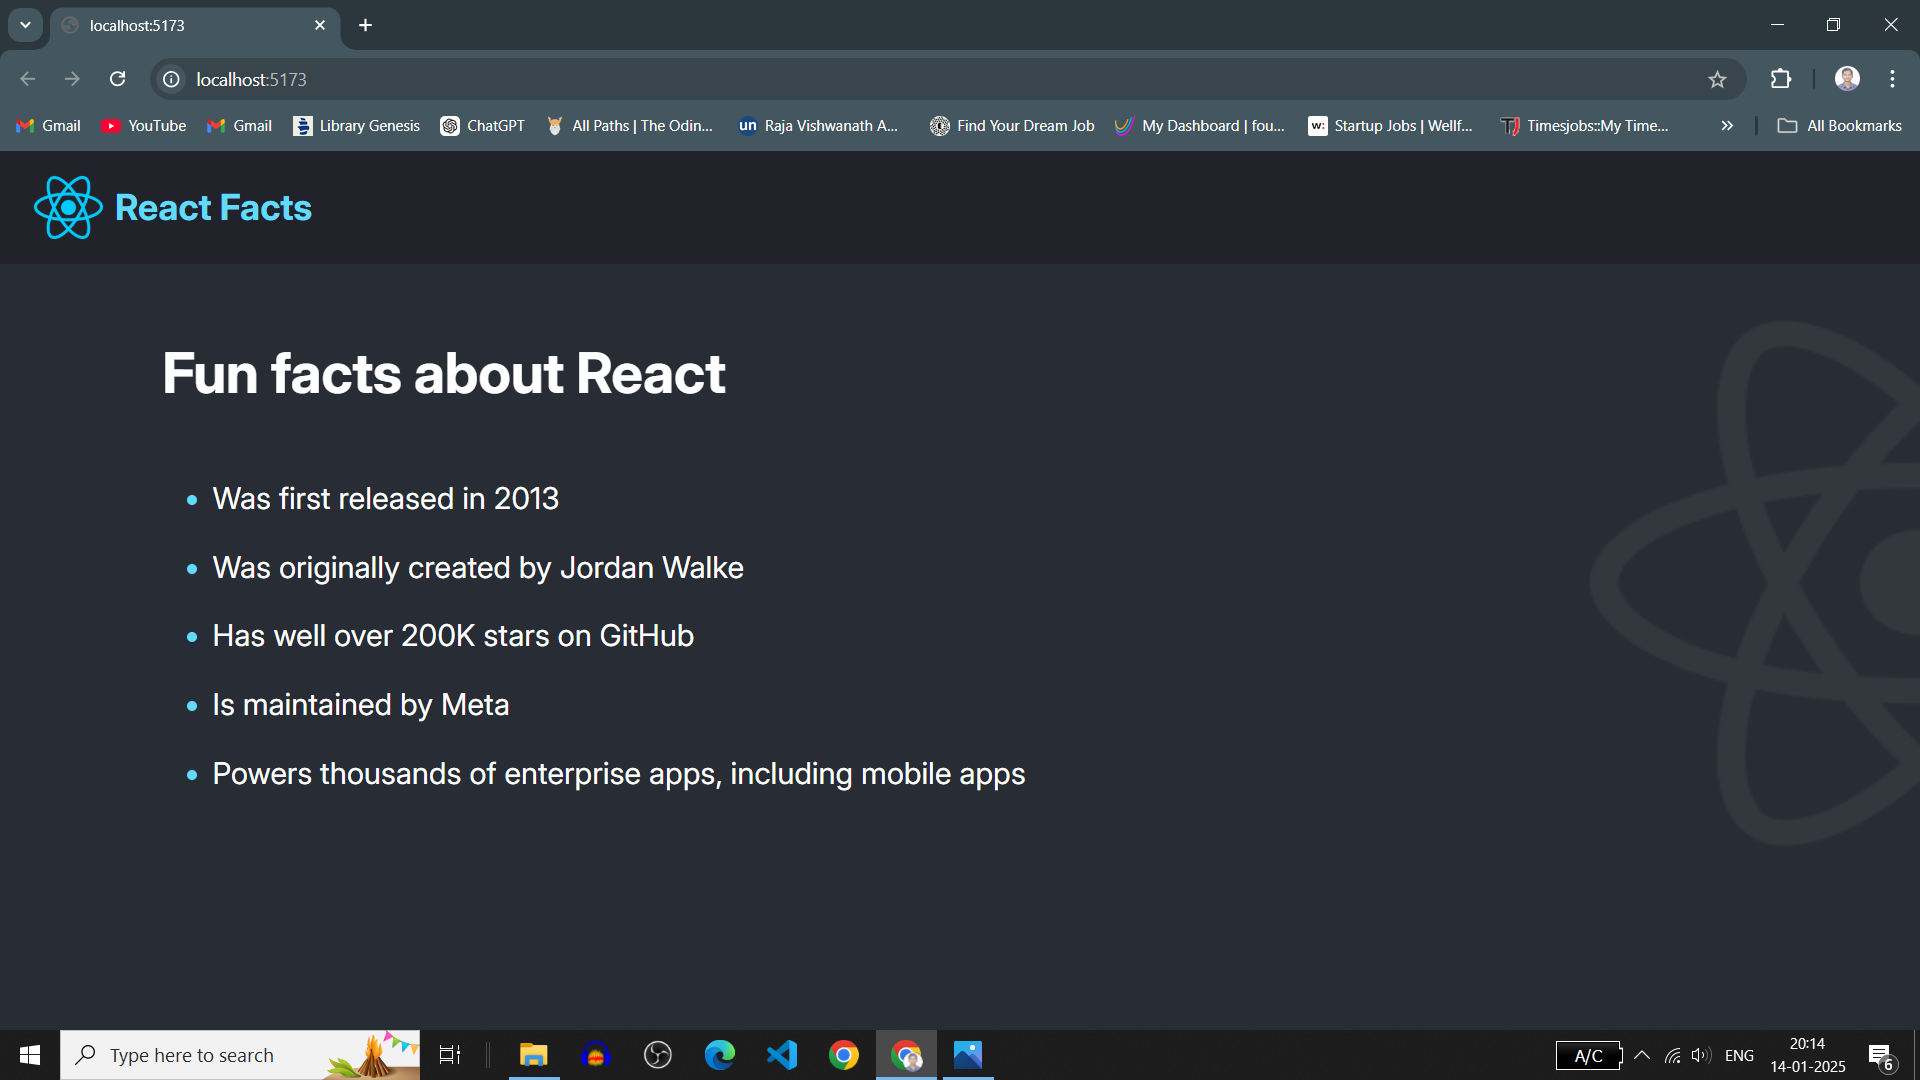 localhost:5173
localhost:5173
Gmail
YouTube
Gmail
Library Genesis
ChatGPT
All Paths | The Odin...
un
Raja Vishwanath A...
Find Your Dream Job
My Dashboard | fou...
w:
Startup Jobs | Wellf...
TJ
Timesjobs::My Time...
All Bookmarks
React Facts
Fun facts about React
Was first released in 2013
Was originally created by Jordan Walke
Has well over 200K stars on GitHub
Is maintained by Meta
Powers thousands of enterprise apps, including mobile apps
Type here to search
A/C
ENG
20:14
14-01-2025
6